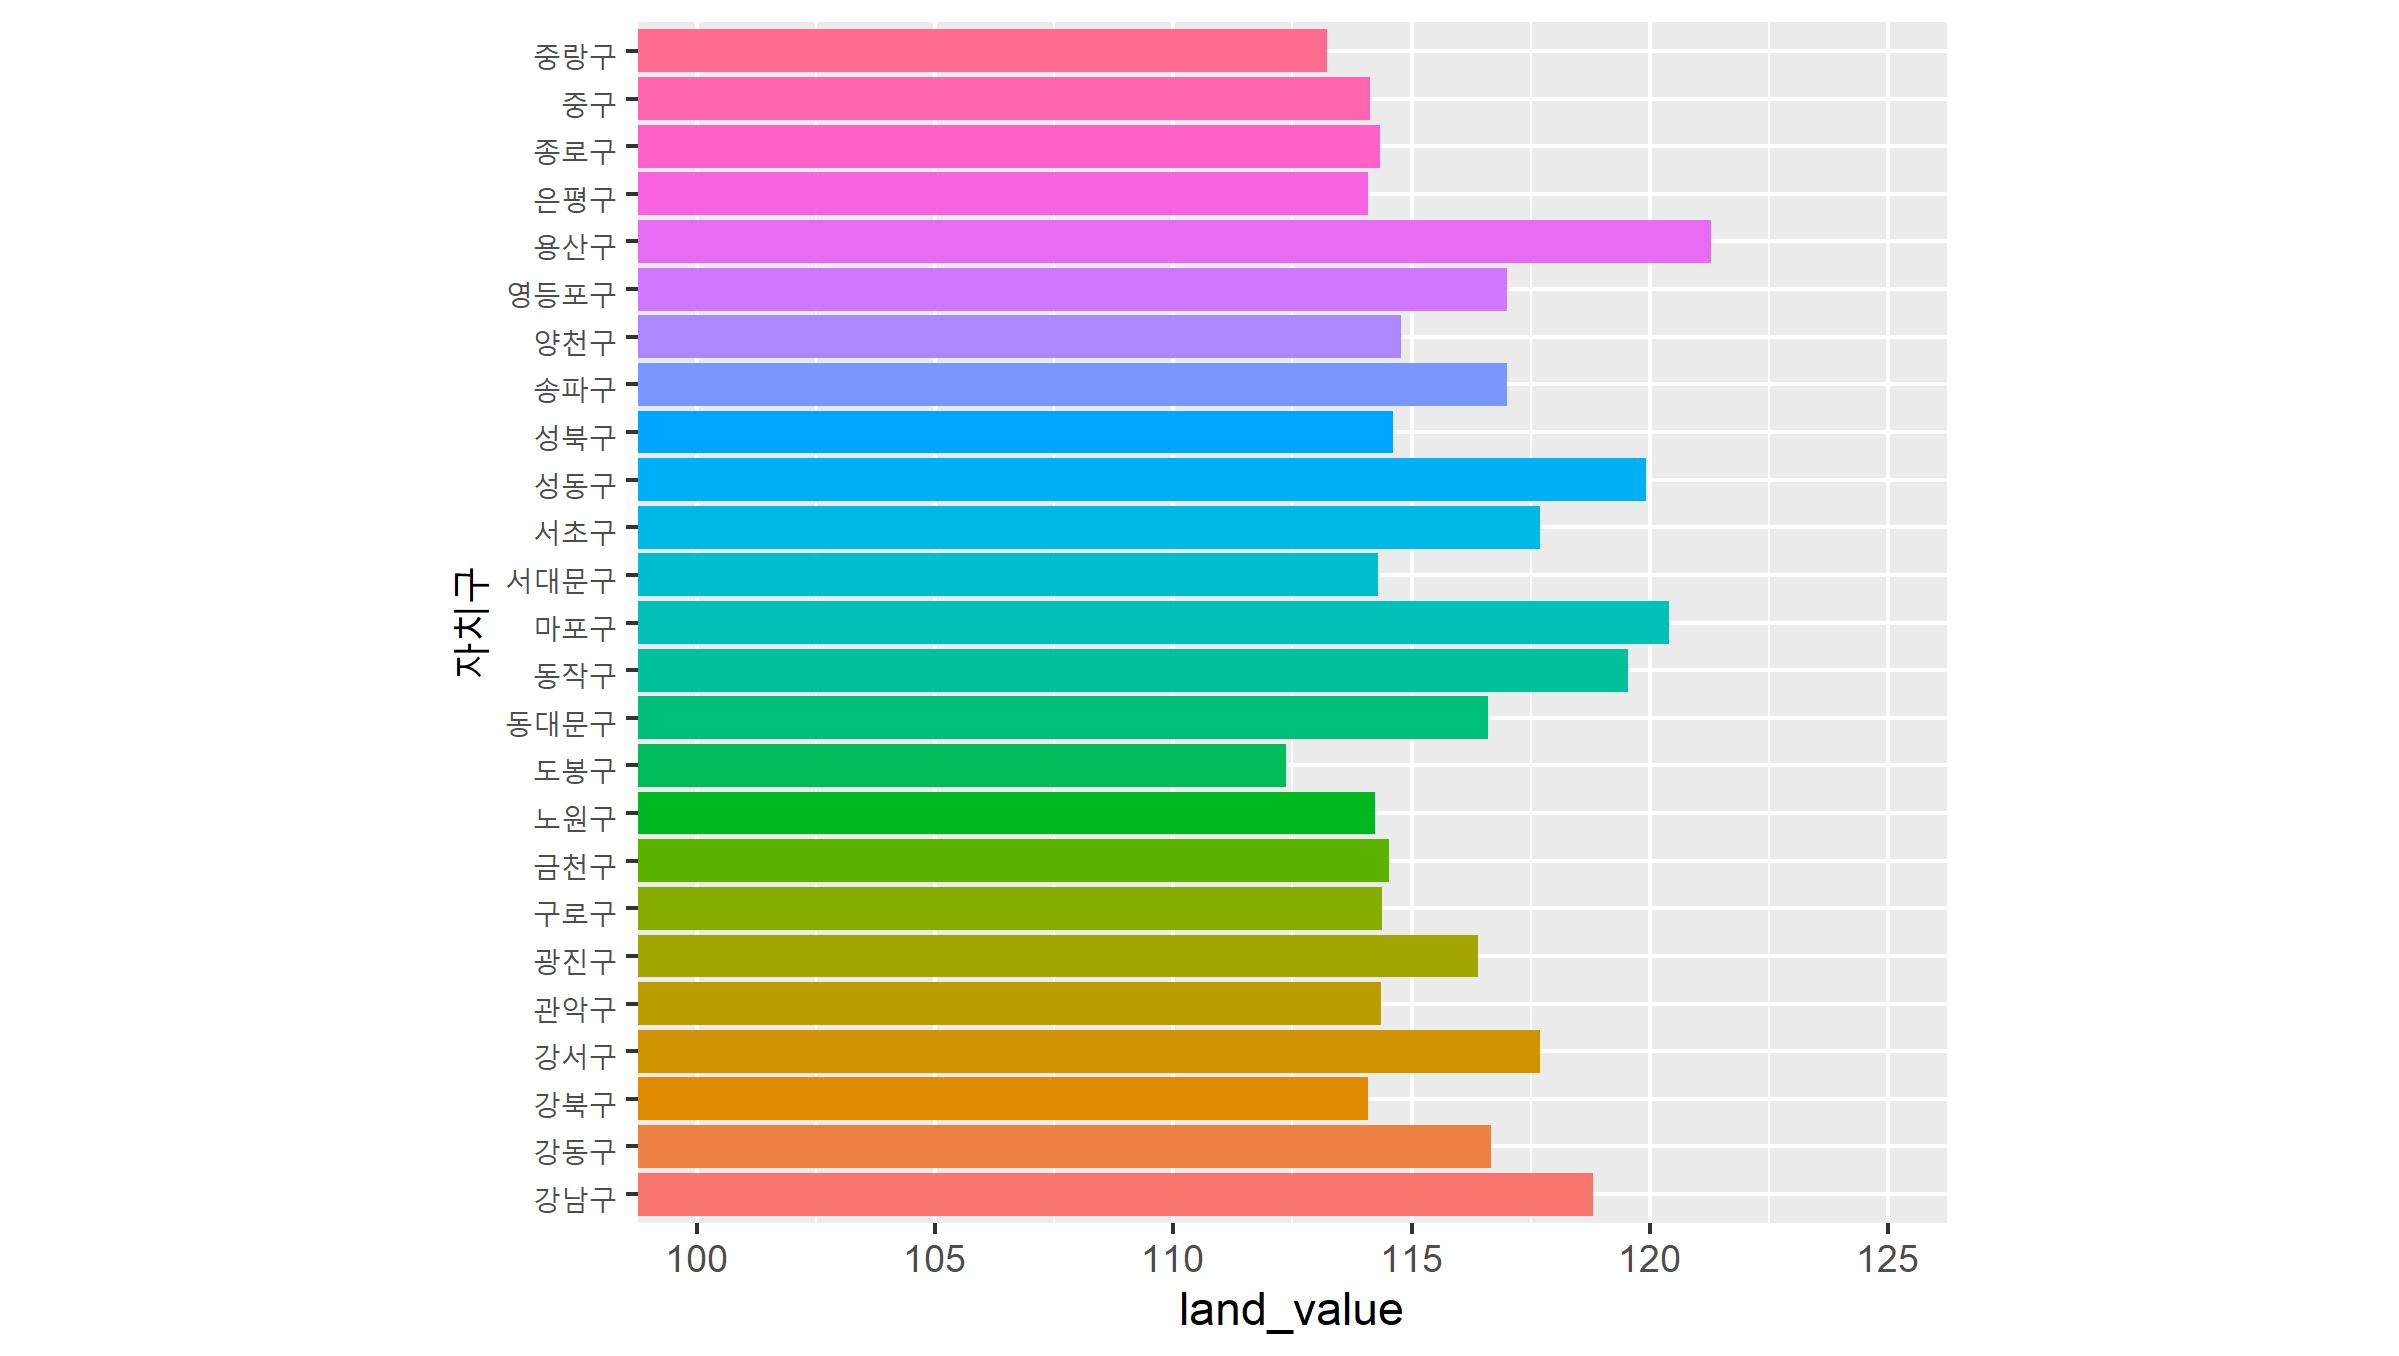 중랑구
중구
종로구
은평구
용산구
영등포구
양천구
송파구
성북구
성동구
서초구
서대문구
마포구
동작구
동대문구
도봉구
노원구
금천구
구로구
광진구
관악구
강서구
강북구
강동구
강남구
자치구
100 105 110 115 120 125
land_value